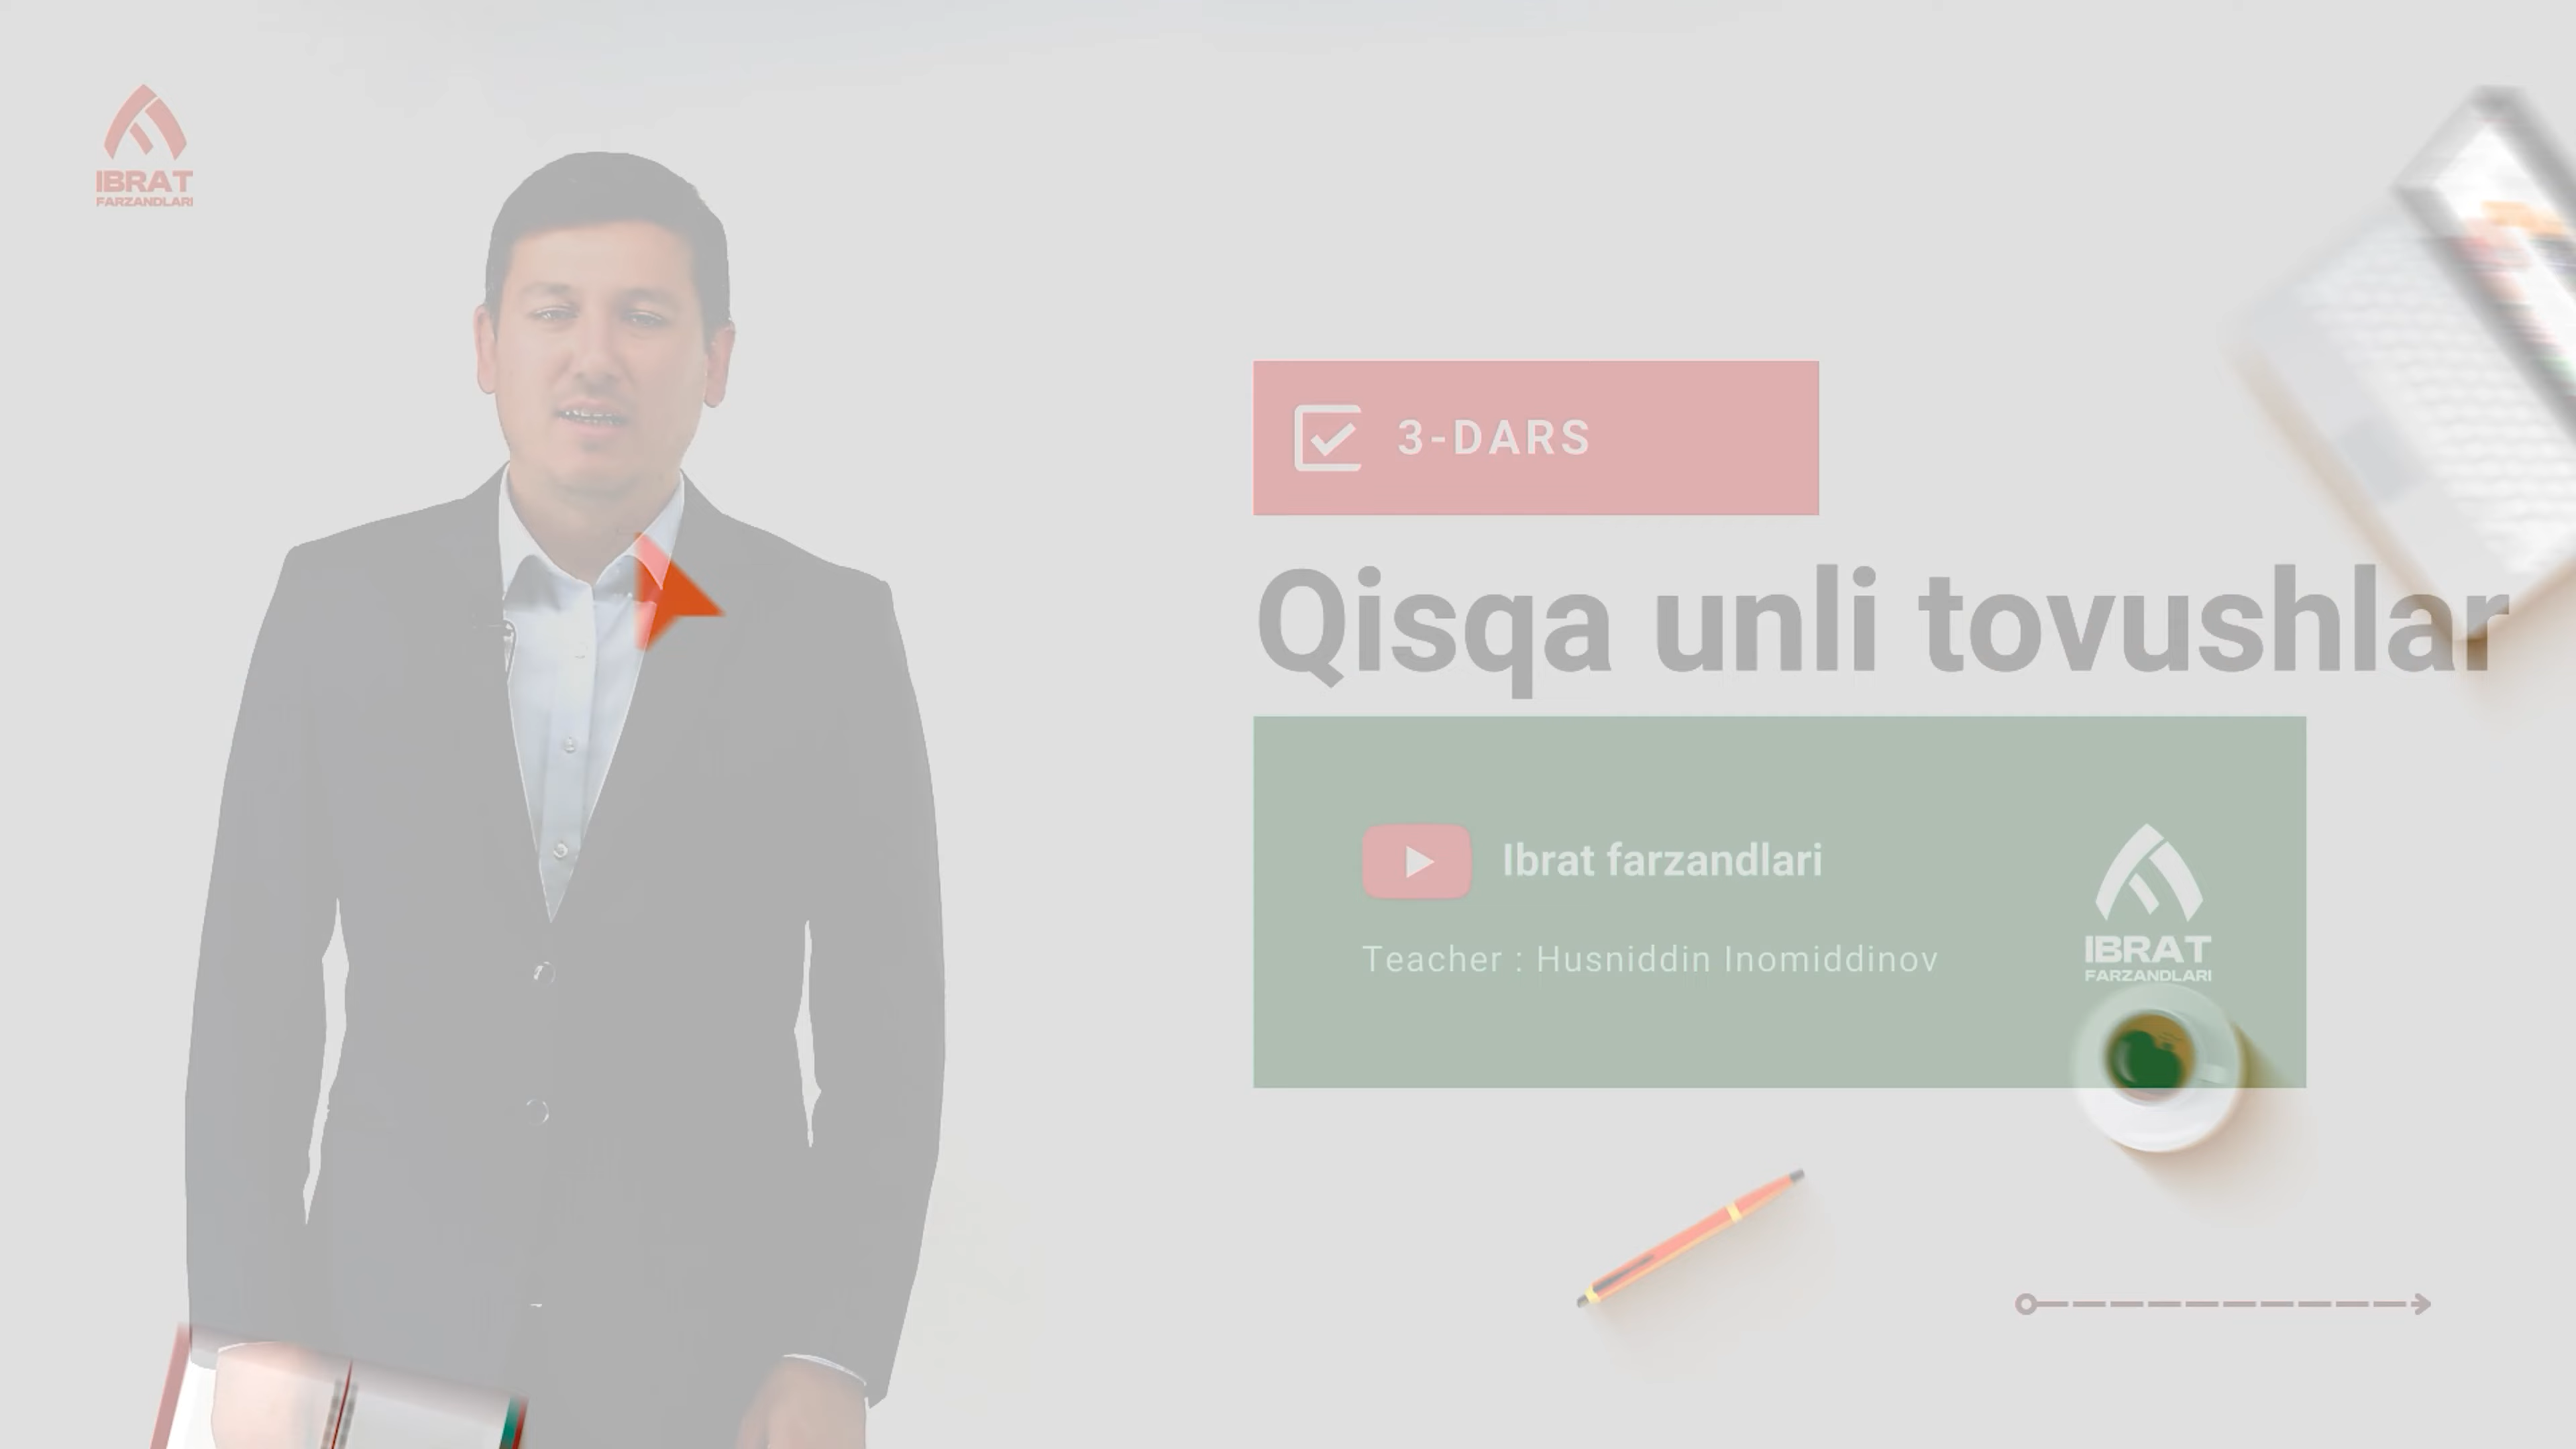 IBRAT
FARZANDLARI
3-DARS
Qisqa unli tovushlar
Ibrat farzandlari
Teacher : Husniddin Inomiddinov
IBRAT
FARZANDLARI